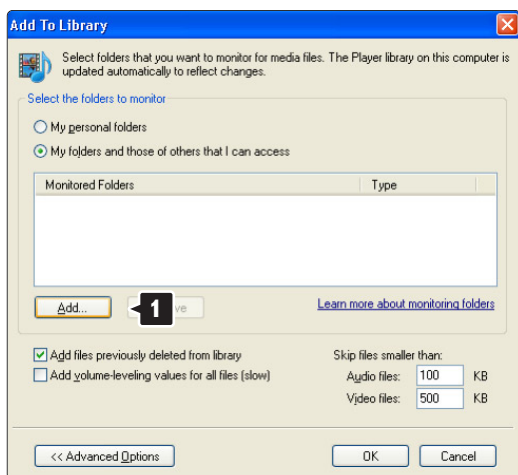 Add To Library
Select folders that you want to monitor for media files. The Player library on this computer is
updated automatically to reflect changes.
Select the folders to monitor
My personal folders
My folders and those of others that I can access
Monitored Folders Type
Add... 1 ve Learn more about monitoring folders
Add files previously deleted from library
Add volume-leveling values for all files (slow)
Skip files smaller than:
Audio files: 100 KB
Video files: 500 KB
<< Advanced Options OK Cancel